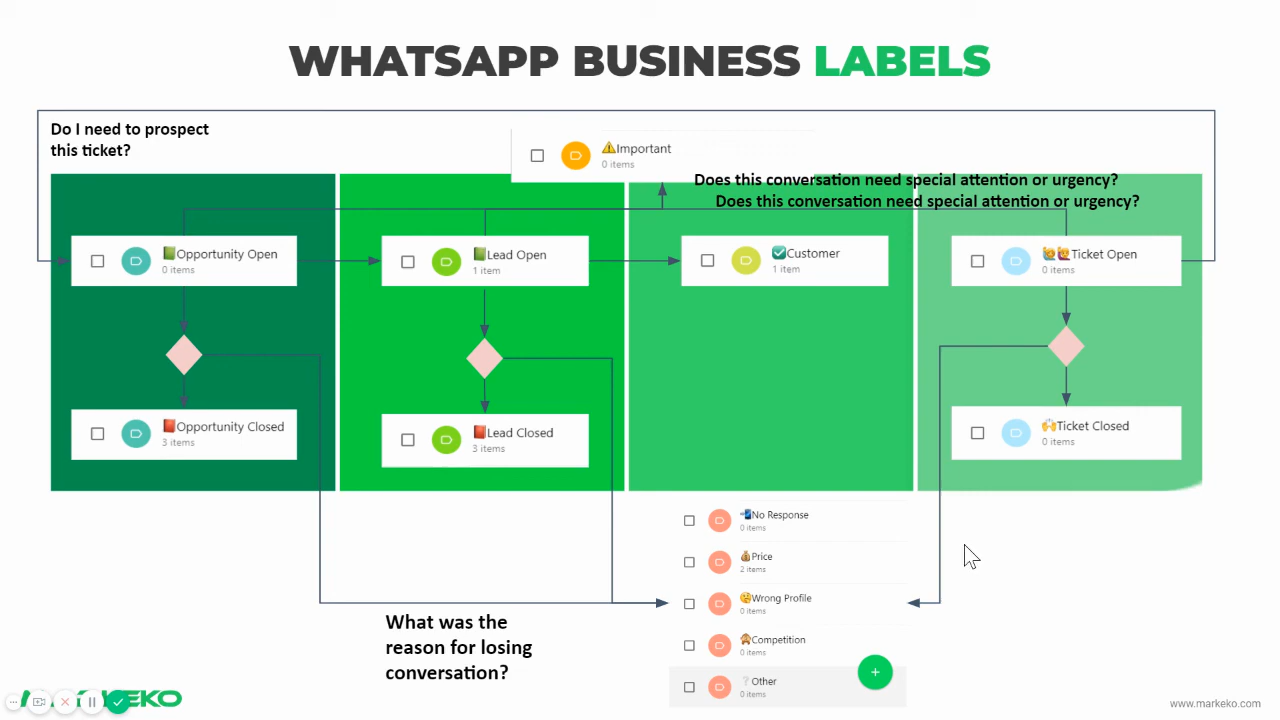 WHATSAPP BUSINESS LABELS
Do I need to prospect
this ticket?
Important
0 items
Does this conversation need special attention or urgency?
Does this conversation need special attention or urgency?
Opportunity Open
0 items
Lead Open
1 item
Customer
1 item
Ticket Open
0 items
Opportunity Closed
3 items
Lead Closed
3 items
Ticket Closed
0 items
No Response
0 items
Price
2 items
Wrong Profile
0 items
Competition
0 items
Other
0 items
What was the
reason for losing
conversation?
www.markeko.com